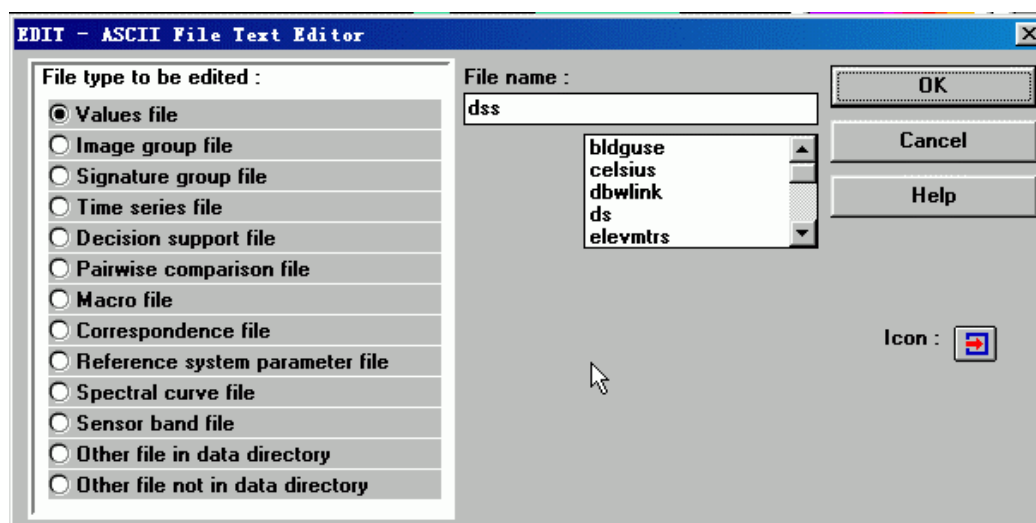 EDIT - ASCII File Text Editor
File type to be edited :
Values file
Image group file
Signature group file
Time series file
Decision support file
Pairwise comparison file
Macro file
Correspondence file
Reference system parameter file
Spectral curve file
Sensor band file
Other file in data directory
Other file not in data directory
File name :
dss
bldguse
celsius
dbwlink
ds
elevmtrs
OK
Cancel
Help
Icon :